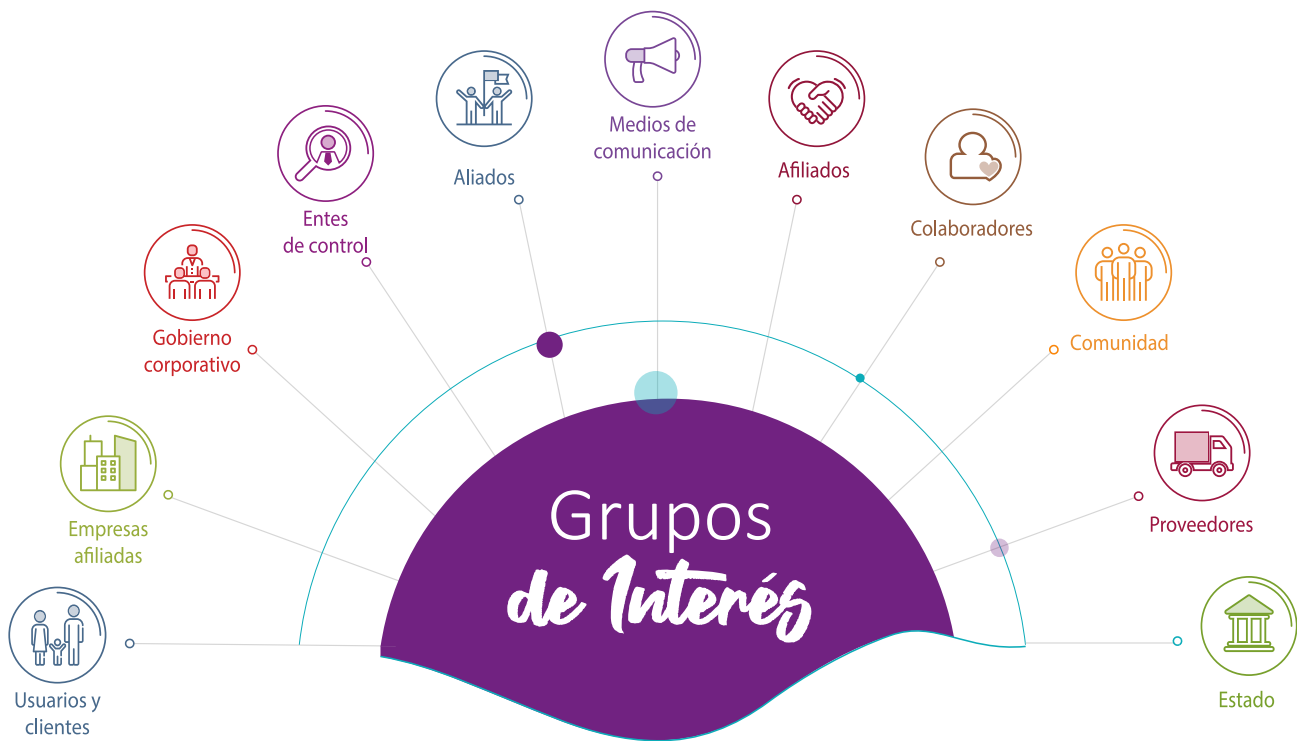 Medios de
comunicación
Aliados
Afiliados
Entes
de control
Colaboradores
Gobierno
corporativo
Comunidad
Empresas
afiliadas
Proveedores
Usuarios y
clientes
Estado
Grupos
de Interés